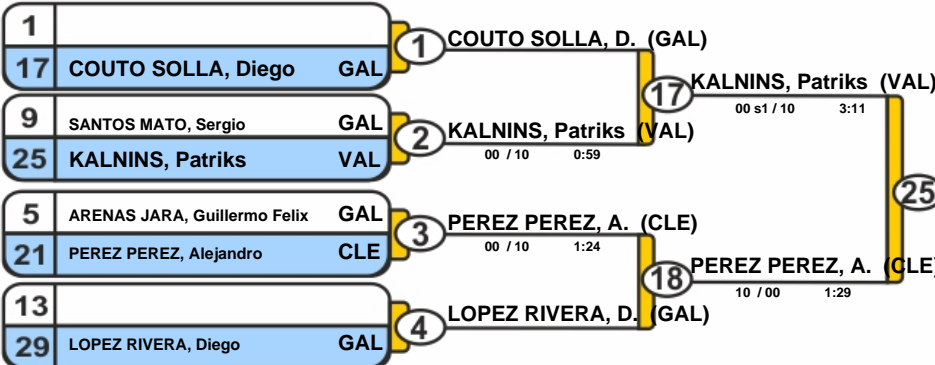 1
17 COUTO SOLLA, Diego GAL
1
COUTO SOLLA, D. (GAL)
9 SANTOS MATO, Sergio GAL
25 KALNINS, Patriks VAL
2
KALNINS, Patriks (VAL)
00 / 10 0:59
17
KALNINS, Patriks (VAL)
00 s1 / 10 3:11
5 ARENAS JARA, Guillermo Felix GAL
21 PEREZ PEREZ, Alejandro CLE
3
PEREZ PEREZ, A. (CLE)
00 / 10 1:24
13
29 LOPEZ RIVERA, Diego GAL
4
LOPEZ RIVERA, D. (GAL)
18
PEREZ PEREZ, A. (CLE)
10 / 00 1:29
25